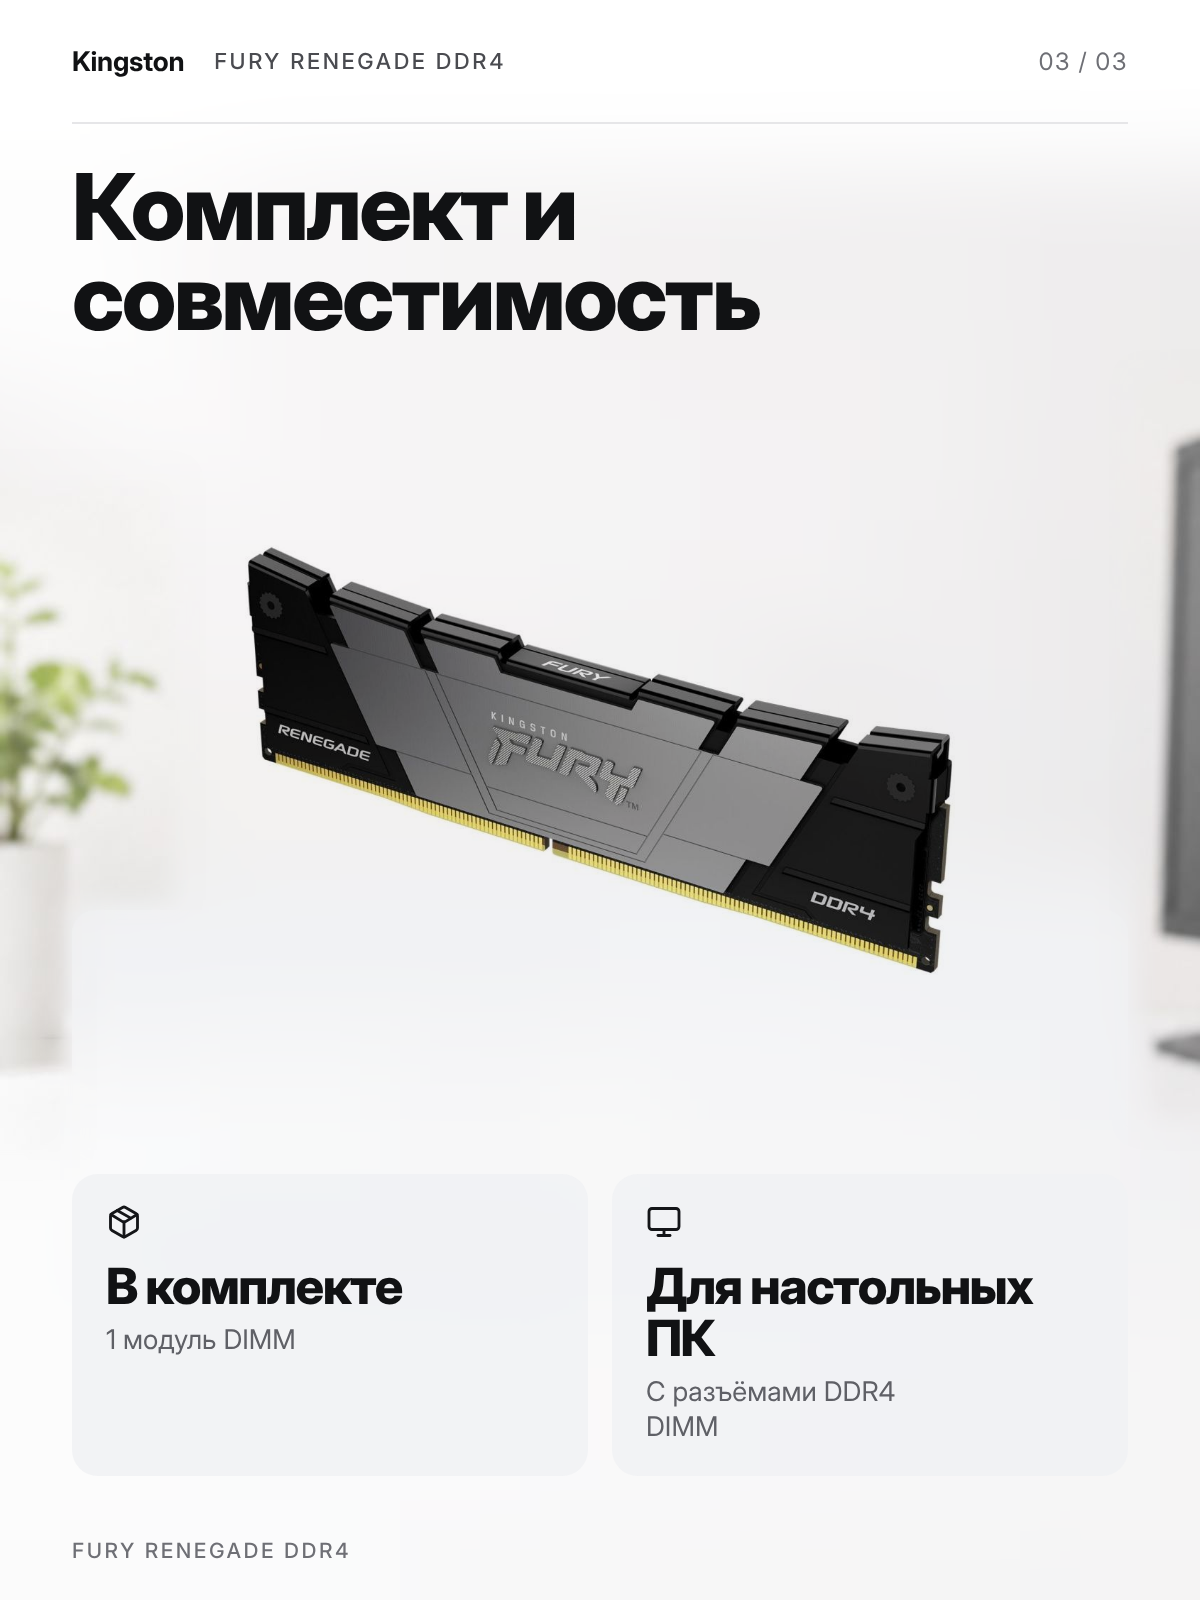 Kingston FURY RENEGADE DDR4 03 / 03
Комплект и
совместимость
FURY
KINGSTON
FURY™
RENEGADE
DDR4
В комплекте
1 модуль DIMM
Для настольных
ПК
С разъёмами DDR4
DIMM
FURY RENEGADE DDR4